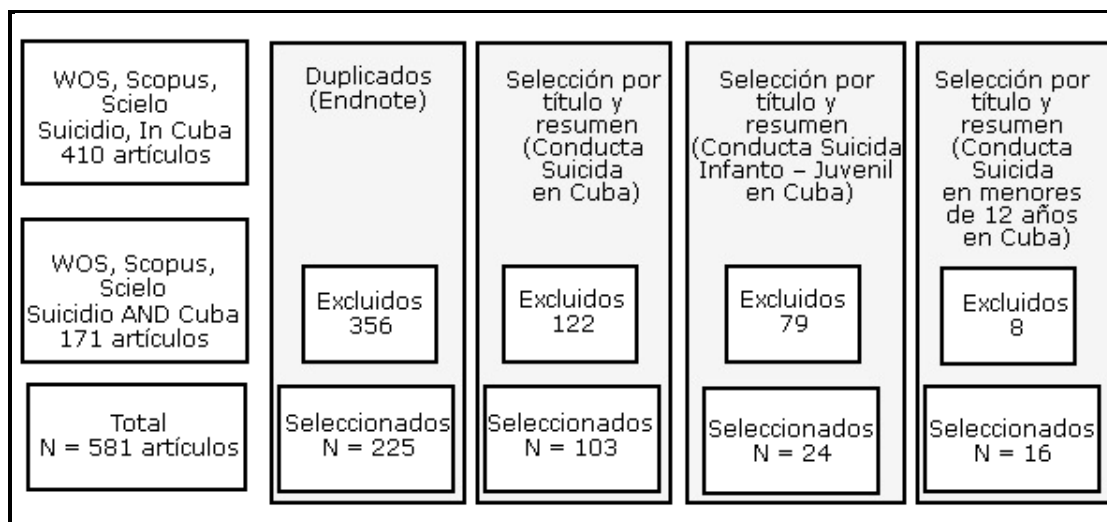 WOS, Scopus,
Scielo
Suicidio, In Cuba
410 artículos
WOS, Scopus,
Scielo
Suicidio AND Cuba
171 artículos
Total
N = 581 artículos
Duplicados
(Endnote)
Excluidos
356
Seleccionados
N = 225
Selección por
título y
resumen
(Conducta
Suicida
en Cuba)
Excluidos
122
Seleccionados
N = 103
Selección por
título y
resumen
(Conducta Suicida
Infanto – Juvenil
en Cuba)
Excluidos
79
Seleccionados
N = 24
Selección por
título y
resumen
(Conducta
Suicida
en menores
de 12 años
en Cuba)
Excluidos
8
Seleccionados
N = 16